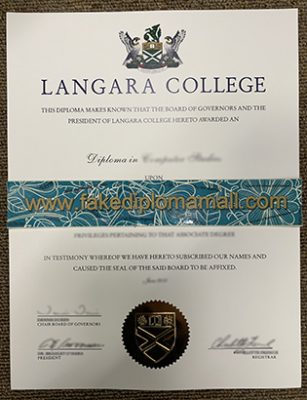 LANGARA COLLEGE
THIS DIPLOMA MAKES KNOWN THAT THE BOARD OF GOVERNORS AND THE
PRESIDENT OF LANGARA COLLEGE HERETO AWARDED AN
Diploma in Computer Studies
UPON
www.fakediplomamall.com
PRIVILEGES PERTAINING TO THAT ASSOCIATE DEGREE
IN TESTIMONY WHEREOF WE HAVE HERETO SUBSCRIBED OUR NAMES AND
CAUSED THE SEAL OF THE SAID BOARD TO BE AFFIXED.
CHAIR BOARD OF GOVERNORS
PRESIDENT
REGISTRAR